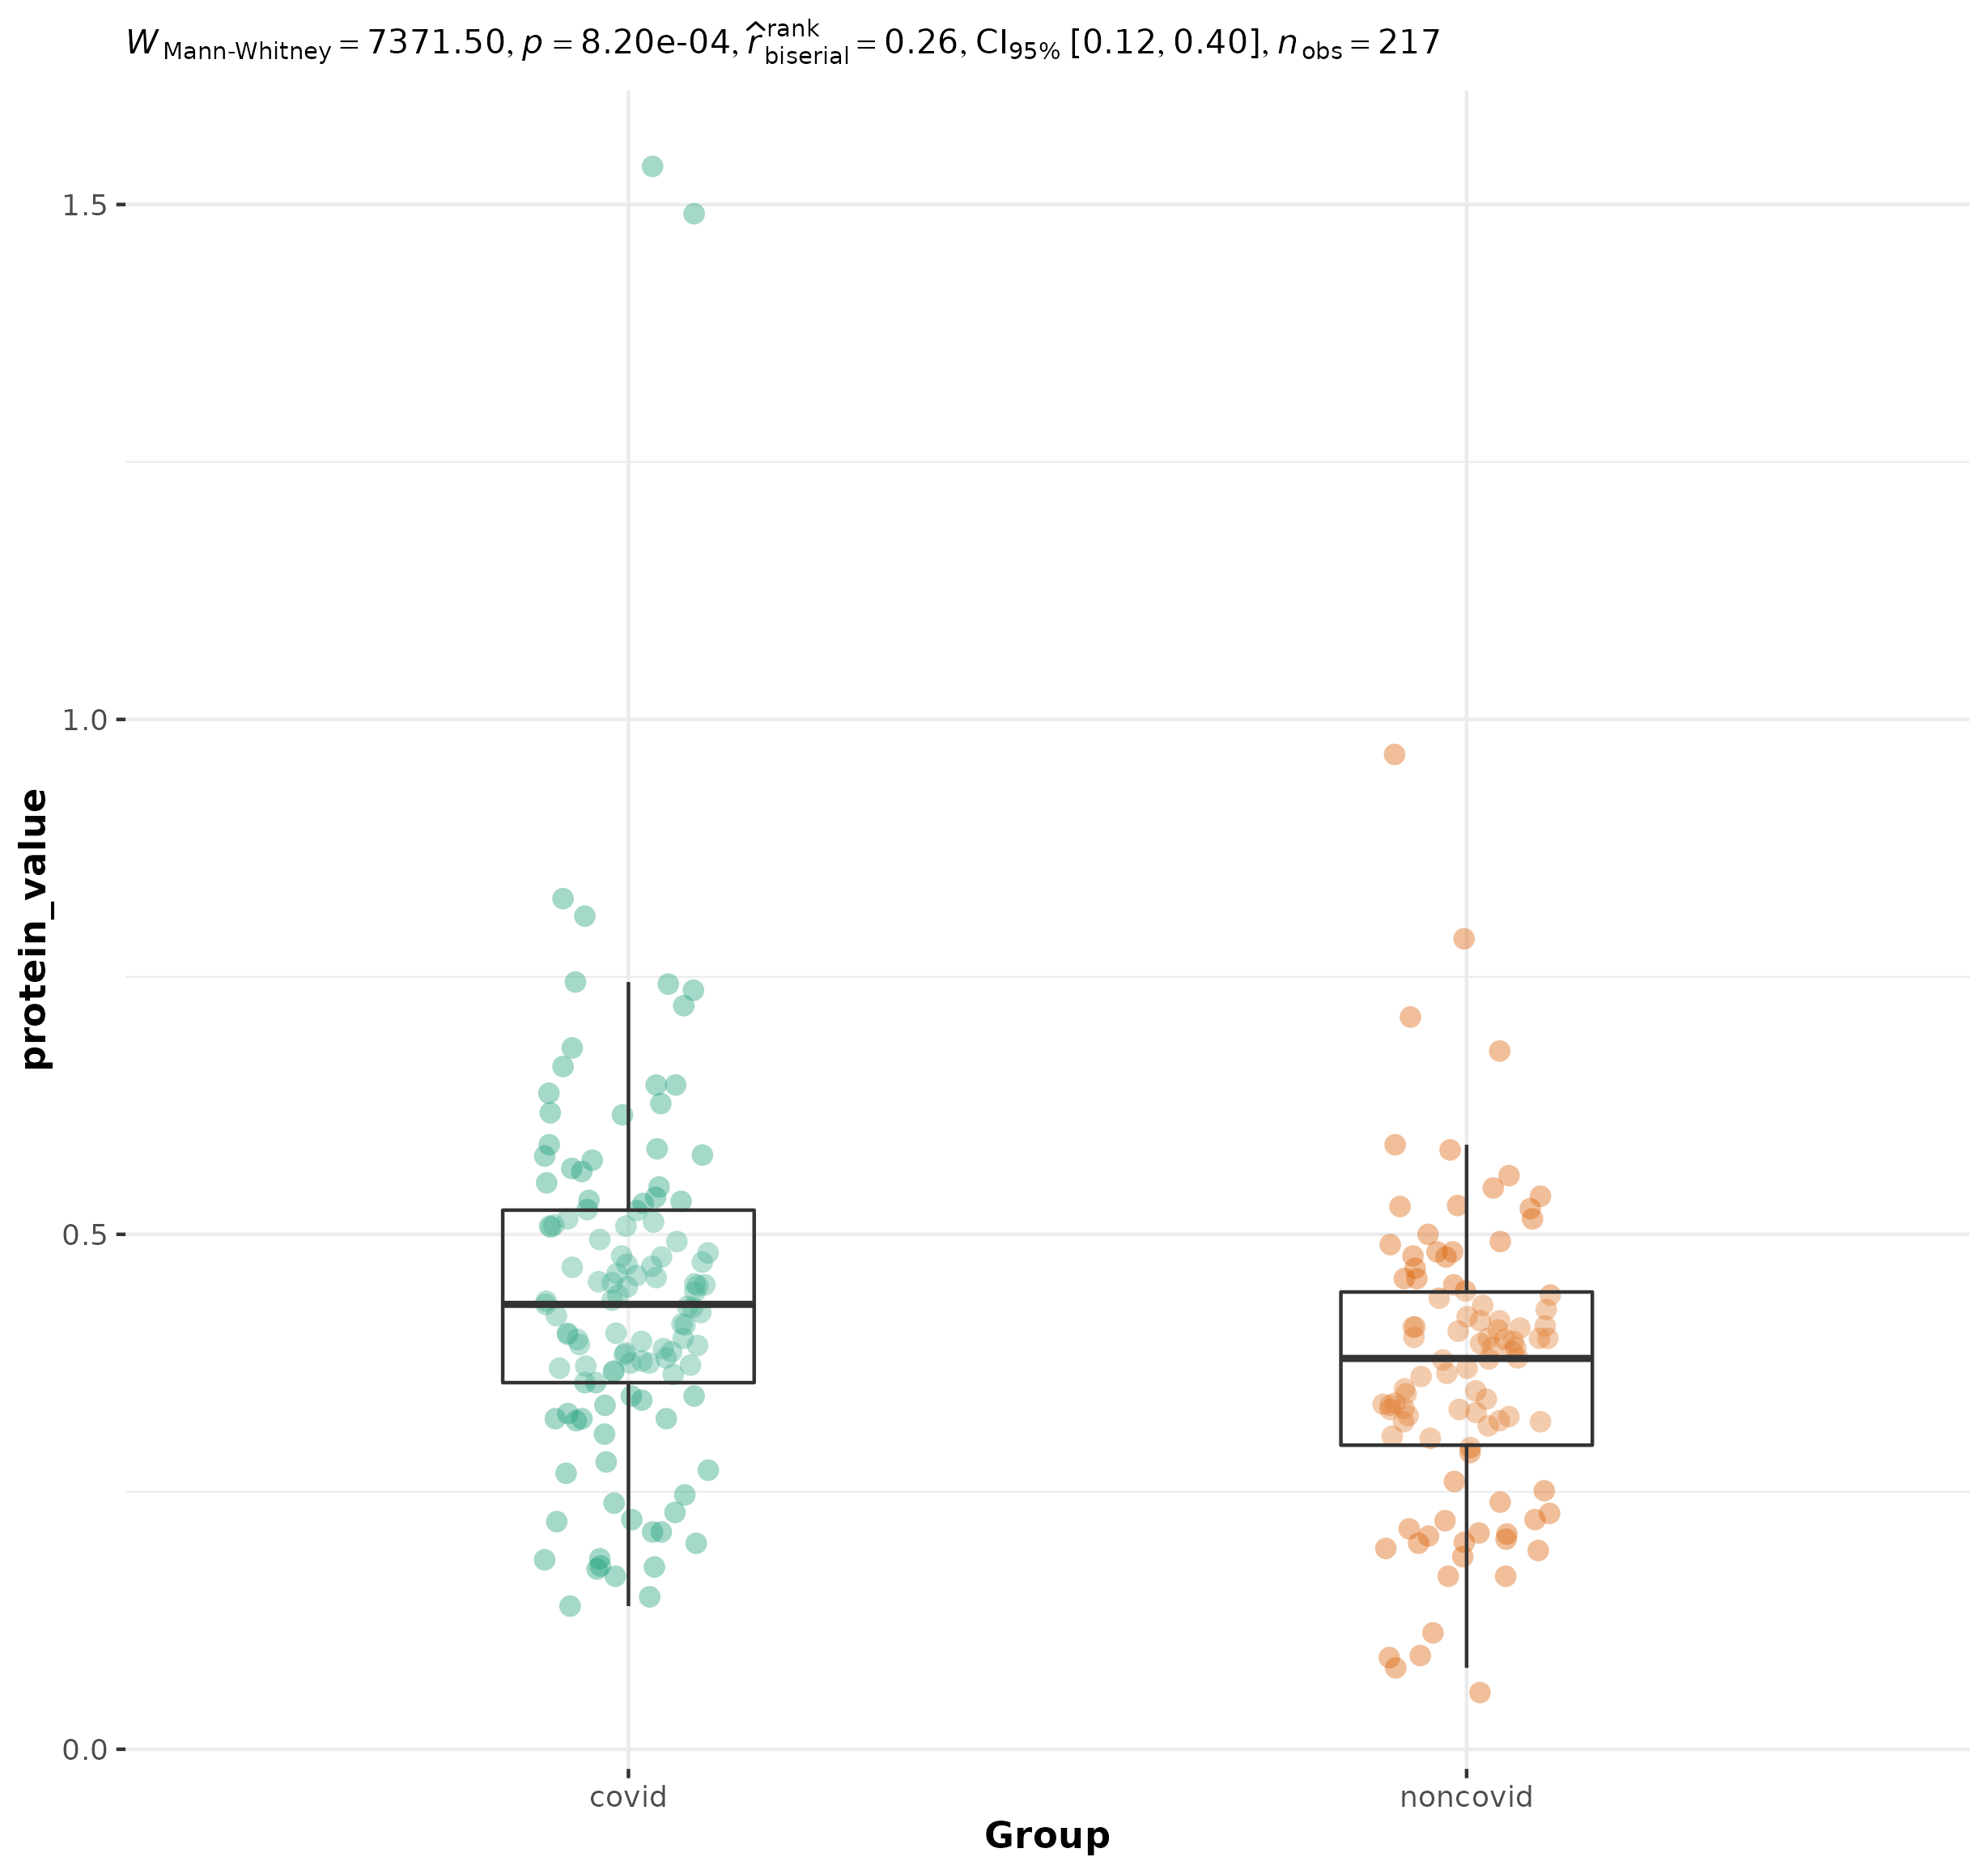 W Mann-Whitney = 7371.50, p = 8.20e-04, r̂ rank biserial = 0.26, CI95% [0.12, 0.40], nobs = 217
1.5
1.0
0.5
0.0
protein_value
covid noncovid
Group